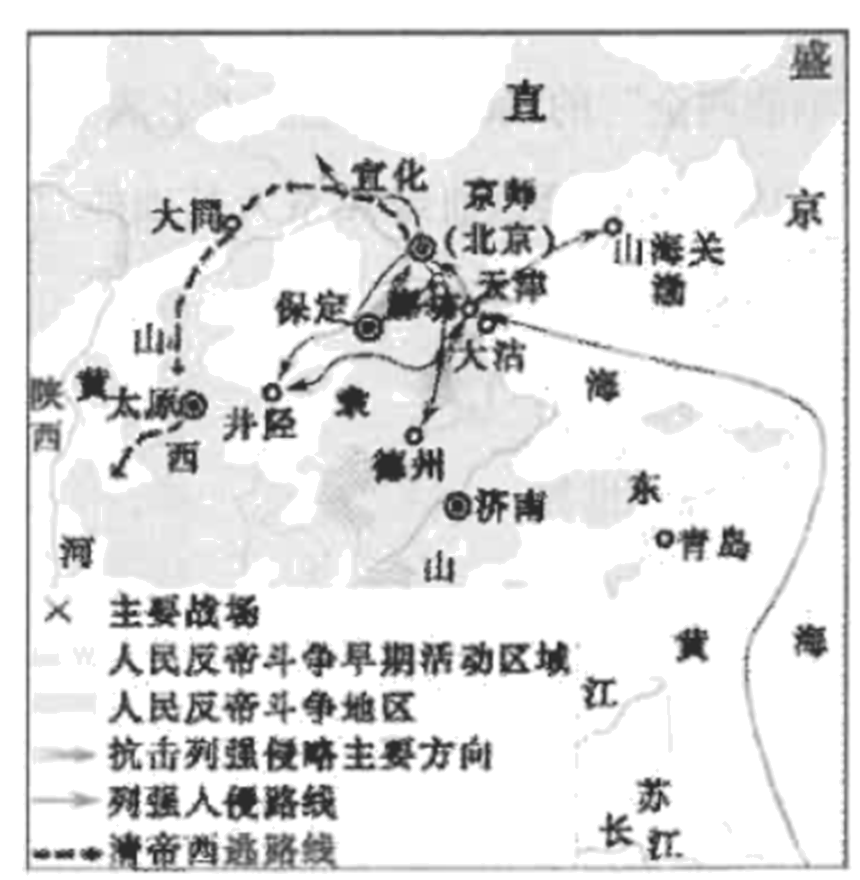 盛
直
京
宣化
京师
大同
(北京)
山海关
天津
渤
保定
廊坊
大沽
山
海
黄
陕
太原
西
井陉
西
德州
东
济南
青岛
河
山
× 主要战场
黄
海
人民反帝斗争早期活动区域
江
人民反帝斗争地区
抗击列强侵略主要方向
列强入侵路线
苏
长江
清帝西逃路线